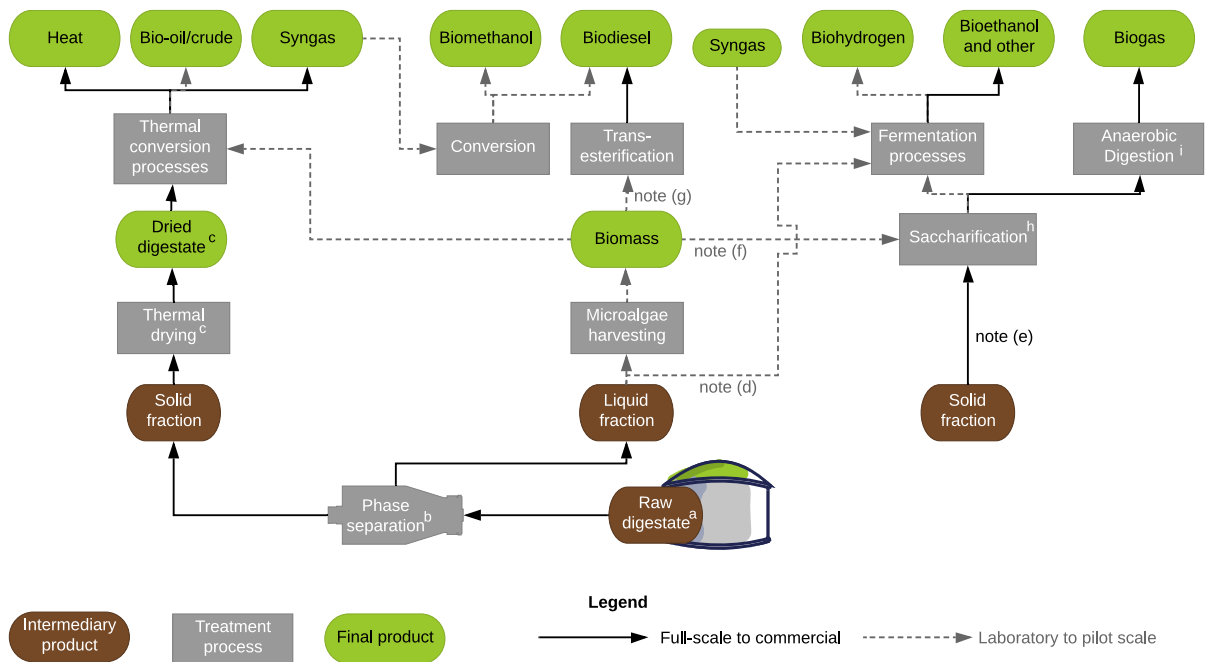 Heat
Bio-oil/crude
Syngas
Biomethanol
Biodiesel
Syngas
Biohydrogen
Bioethanol
and other
Biogas
Thermal
conversion
processes
Conversion
Trans-
esterification
Fermentation
processes
Anaerobic
Digestion i
note (g)
Dried
digestate c
Biomass
note (f)
Saccharification h
Thermal
drying c
Microalgae
harvesting
note (e)
note (d)
Solid
fraction
Liquid
fraction
Solid
fraction
Phase
separation b
Raw
digestate a
Legend
Intermediary
product
Treatment
process
Final product
Full-scale to commercial
Laboratory to pilot scale